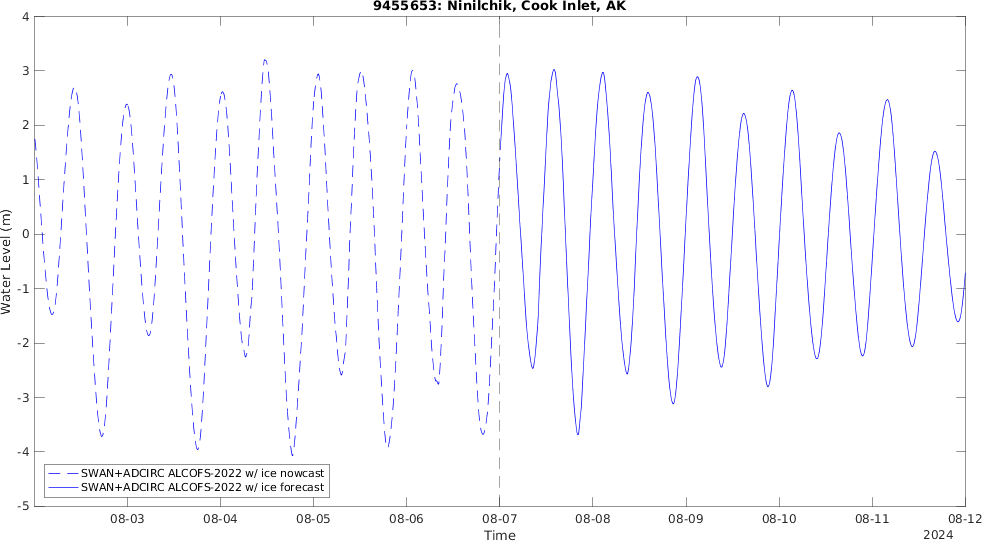 9455653: Ninilchik, Cook Inlet, AK
4
3
2
1
0
-1
-2
-3
-4
-5
Water Level (m)
SWAN+ADCIRC ALCOFS-2022 w/ ice nowcast
SWAN+ADCIRC ALCOFS-2022 w/ ice forecast
08-03 08-04 08-05 08-06 08-07 08-08 08-09 08-10 08-11 08-12
Time
2024